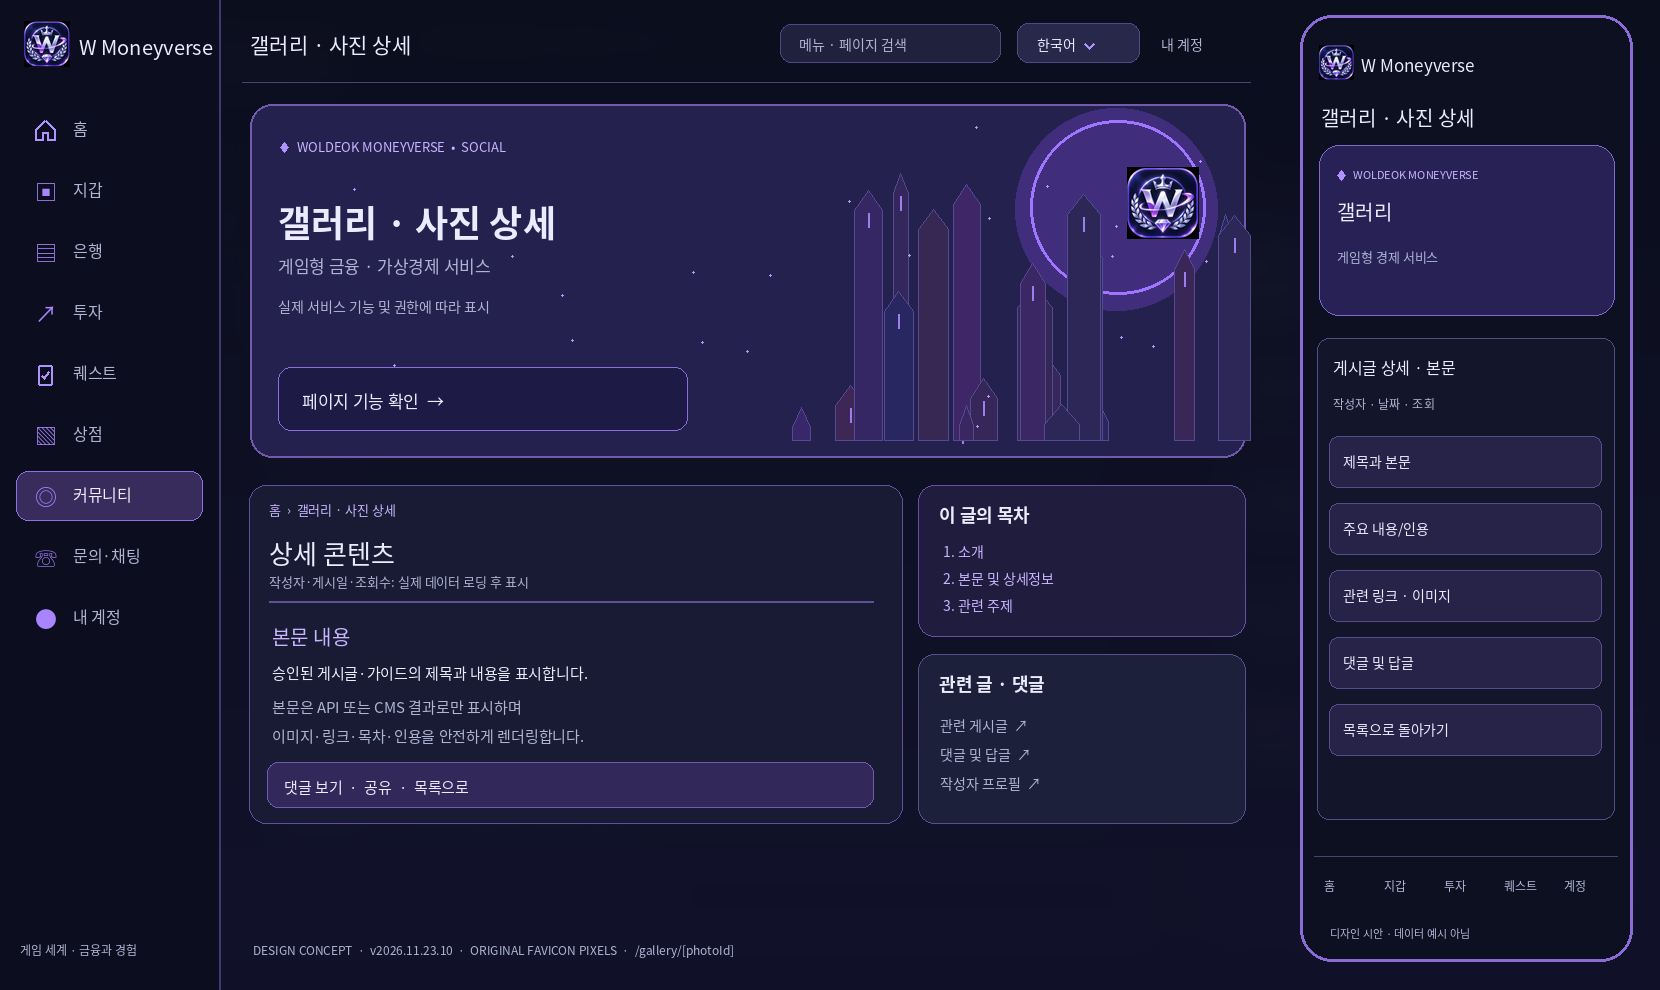 W Moneyverse
홈
지갑
은행
투자
퀘스트
상점
커뮤니티
문의·채팅
내 계정
게임 세계 · 금융과 경험
갤러리 · 사진 상세
메뉴 · 페이지 검색
한국어
내 계정
WOLDEOK MONEYVERSE • SOCIAL
갤러리 · 사진 상세
게임형 금융 · 가상경제 서비스
실제 서비스 기능 및 권한에 따라 표시
페이지 기능 확인 →
W
홈 › 갤러리 · 사진 상세
상세 콘텐츠
작성자·게시일·조회수: 실제 데이터 로딩 후 표시
본문 내용
승인된 게시글·가이드의 제목과 내용을 표시합니다.
본문은 API 또는 CMS 결과로만 표시하며
이미지·링크·목차·인용을 안전하게 렌더링합니다.
댓글 보기 · 공유 · 목록으로
이 글의 목차
1. 소개
2. 본문 및 상세정보
3. 관련 주제
관련 글 · 댓글
관련 게시글 ↗
댓글 및 답글 ↗
작성자 프로필 ↗
DESIGN CONCEPT · v2026.11.23.10 · ORIGINAL FAVICON PIXELS · /gallery/[photoId]
W Moneyverse
갤러리 · 사진 상세
WOLDEOK MONEYVERSE
갤러리
게임형 경제 서비스
게시글 상세 · 본문
작성자 · 날짜 · 조회
제목과 본문
주요 내용/인용
관련 링크 · 이미지
댓글 및 답글
목록으로 돌아가기
홈 지갑 투자 퀘스트 계정
디자인 시안 · 데이터 예시 아님